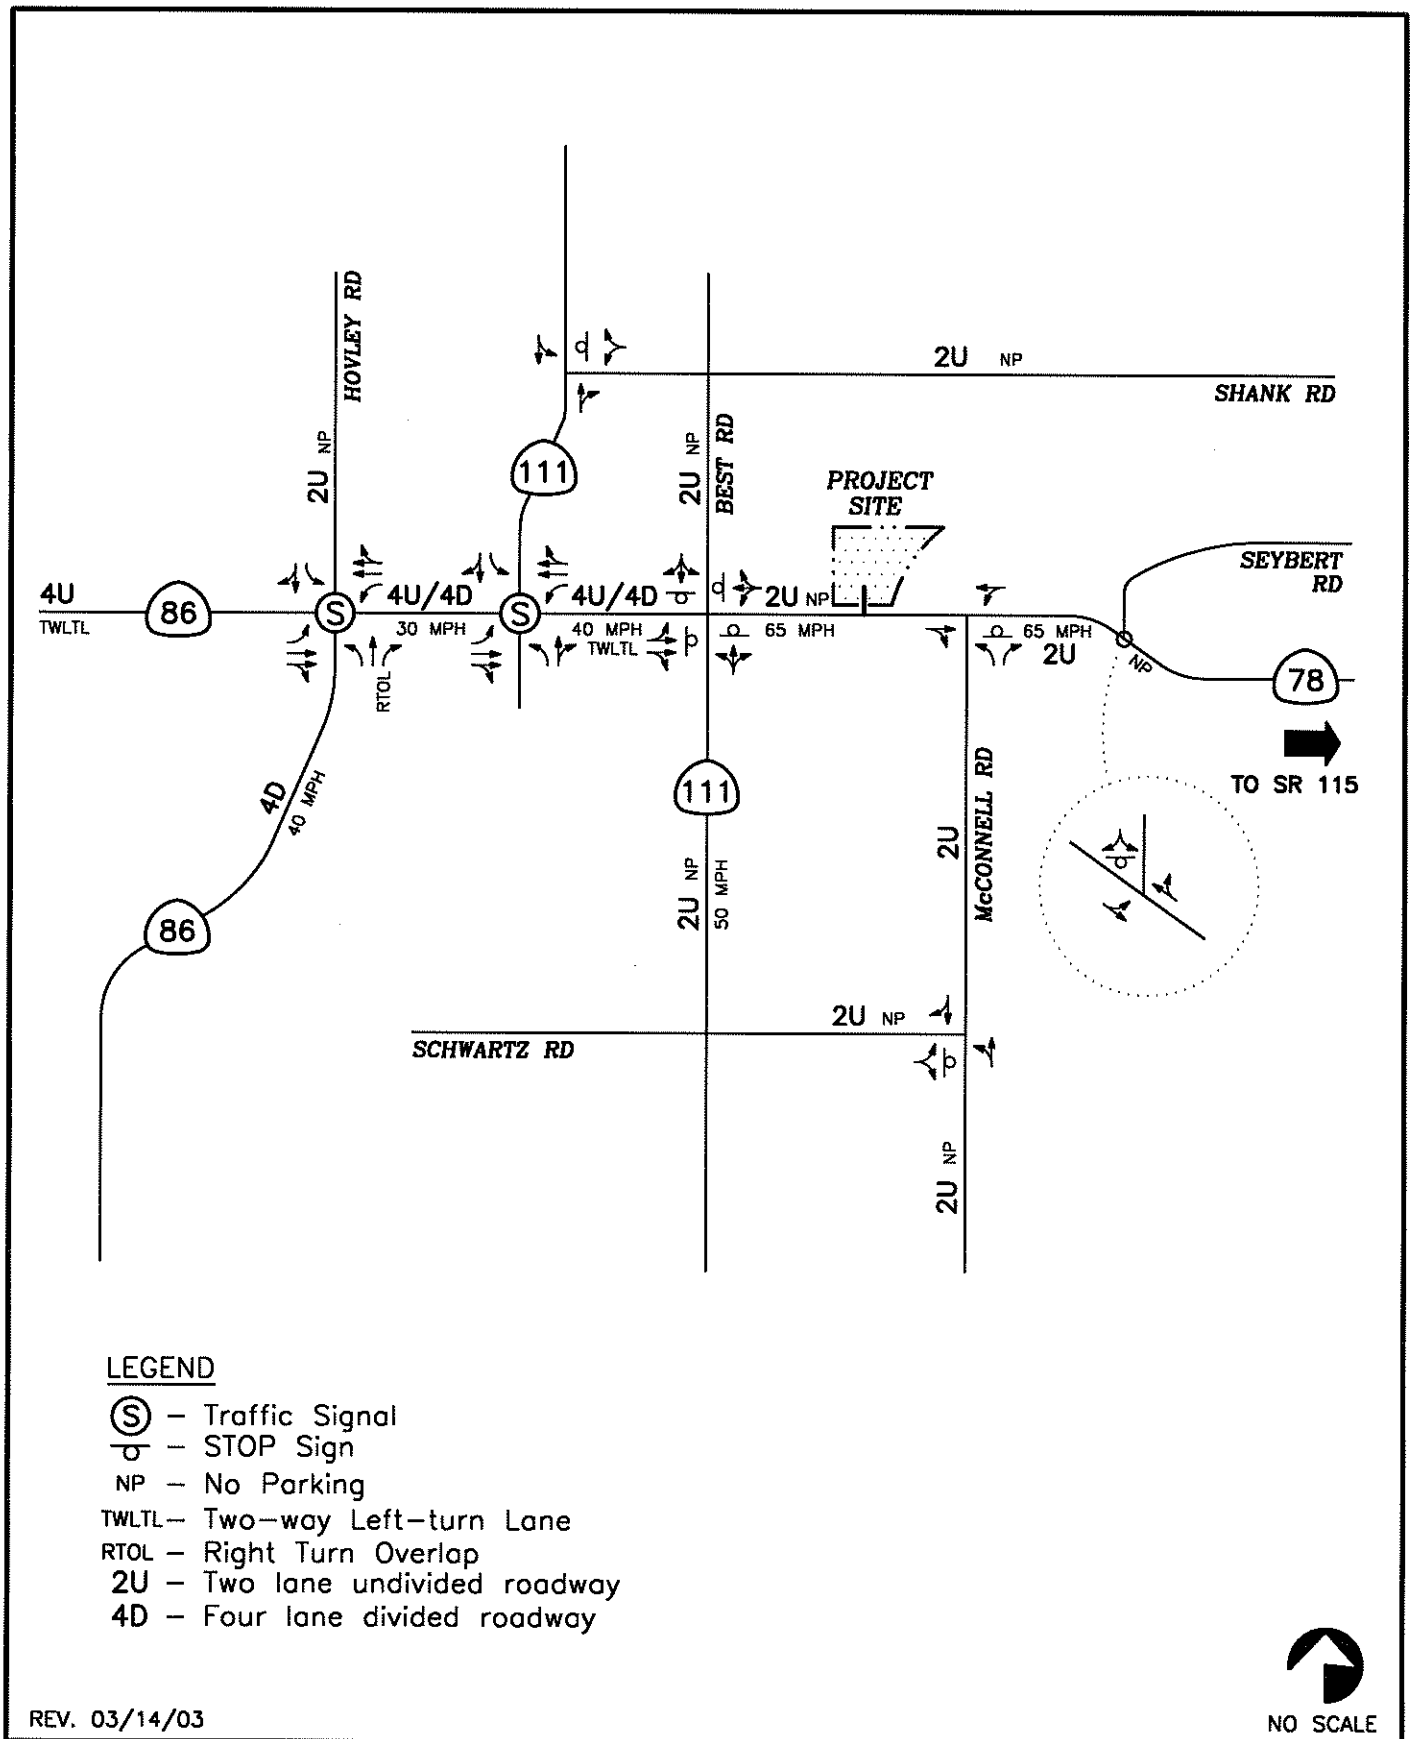 HOVLEY RD
2U NP
2U NP
SHANK RD
111
2U NP
BEST RD
PROJECT
SITE
SEYBERT
RD
4U
TWLTL
86
S
4U/4D
30 MPH
S
4U/4D
40 MPH
TWLTL
2U NP
65 MPH
65 MPH
2U
NP
78
RTOL
TO SR 115
4D
40 MPH
111
2U NP
50 MPH
2U
McCONNELL RD
86
2U NP
SCHWARTZ RD
2U NP
LEGEND
S – Traffic Signal
– STOP Sign
NP – No Parking
TWLTL– Two-way Left-turn Lane
RTOL – Right Turn Overlap
2U – Two lane undivided roadway
4D – Four lane divided roadway
REV. 03/14/03
NO SCALE